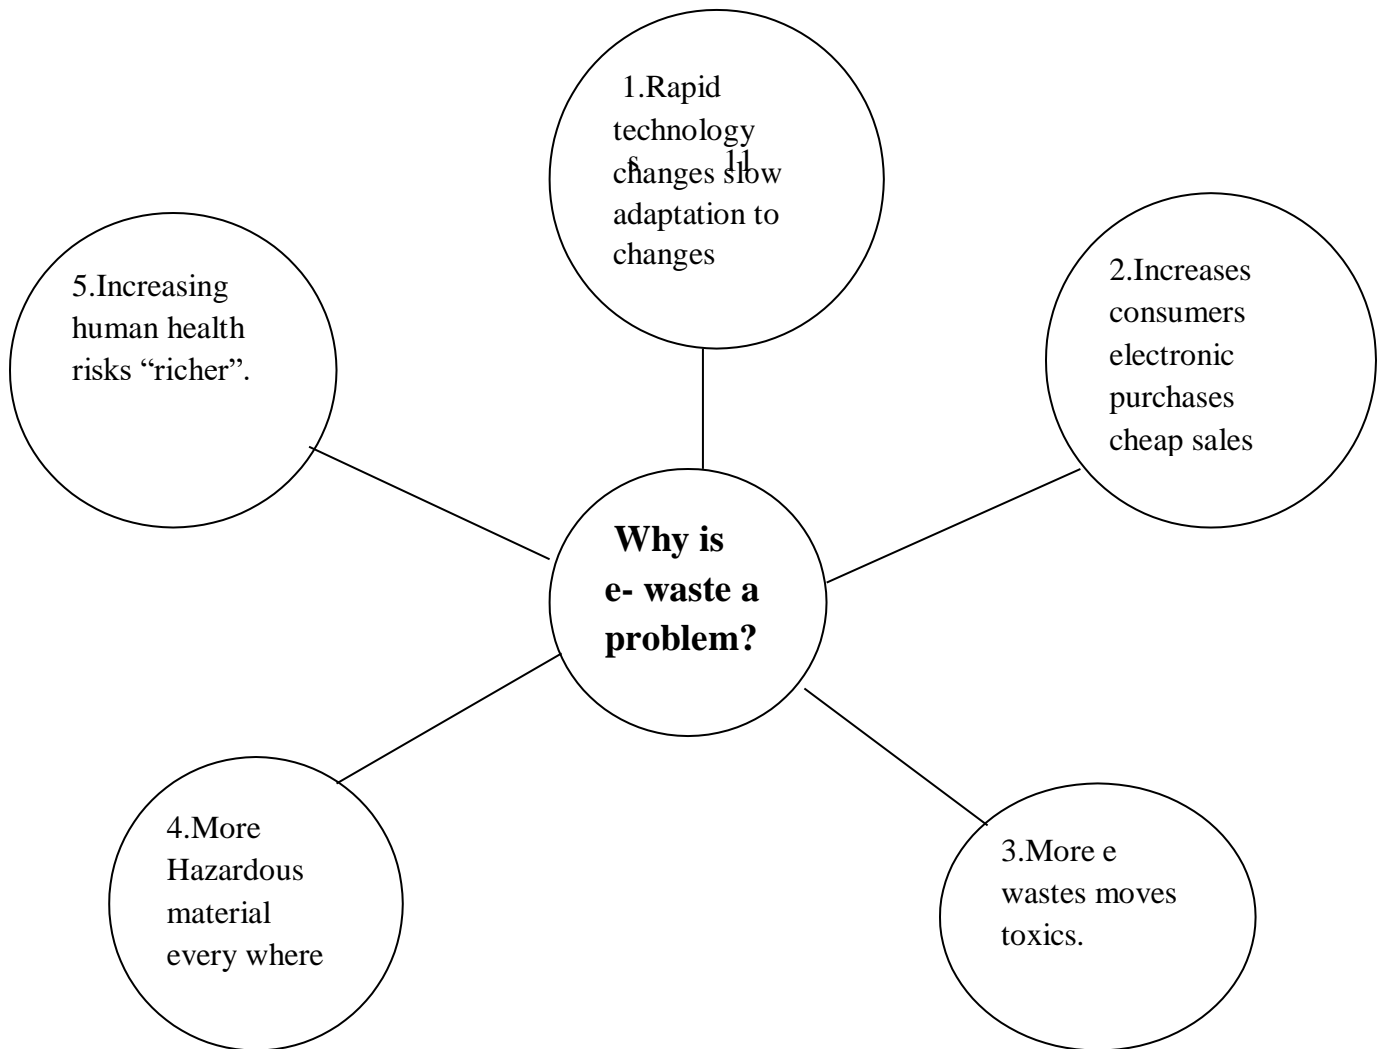 1.Rapid
technology
s 11
changes slow
adaptation to
changes
2.Increases
consumers
electronic
purchases
cheap sales
5.Increasing
human health
risks “richer”.
Why is
e- waste a
problem?
4.More
Hazardous
material
every where
3.More e
wastes moves
toxics.